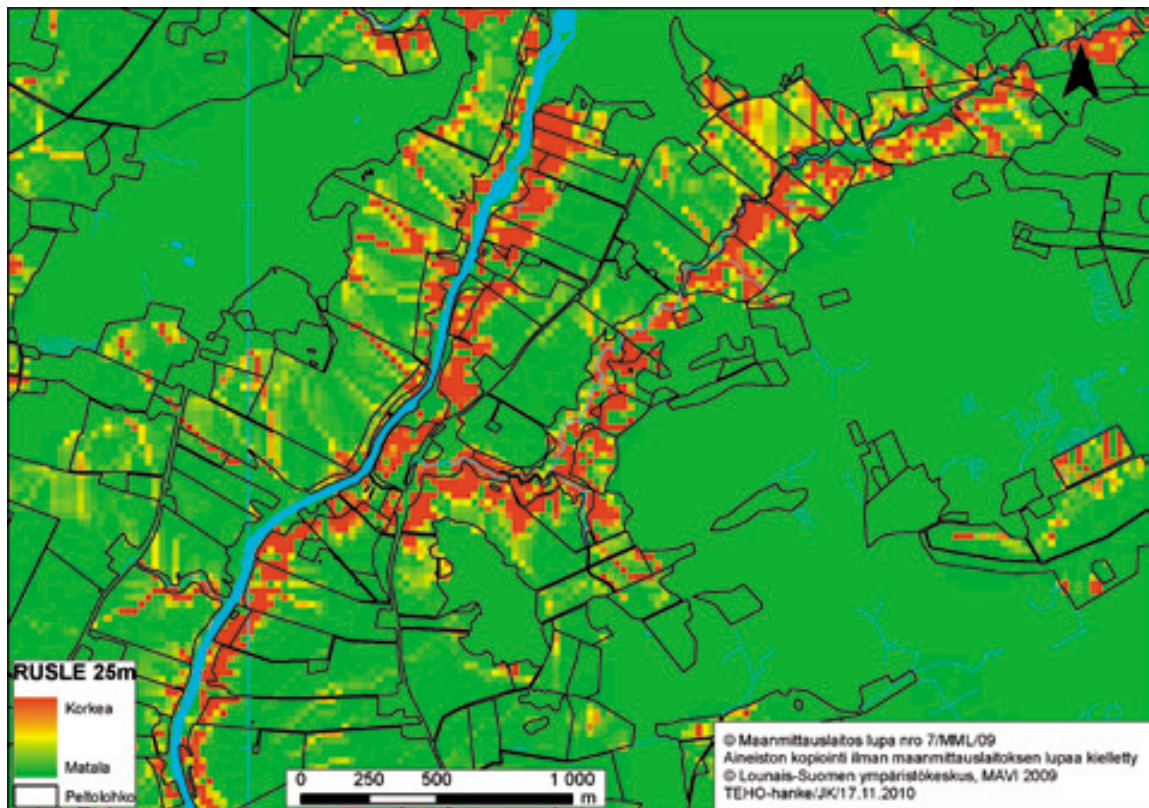 RUSLE 25m
Korkea
Matala
Peltolohko
0 250 500 1 000
m
© Maanmittauslaitos lupa nro 7/MML/09
Aineiston kopiointi ilman maanmittauslaitoksen lupaa kielletty
© Lounais-Suomen ympäristökeskus, MAVI 2009
TEHO-hanke/JK/17.11.2010